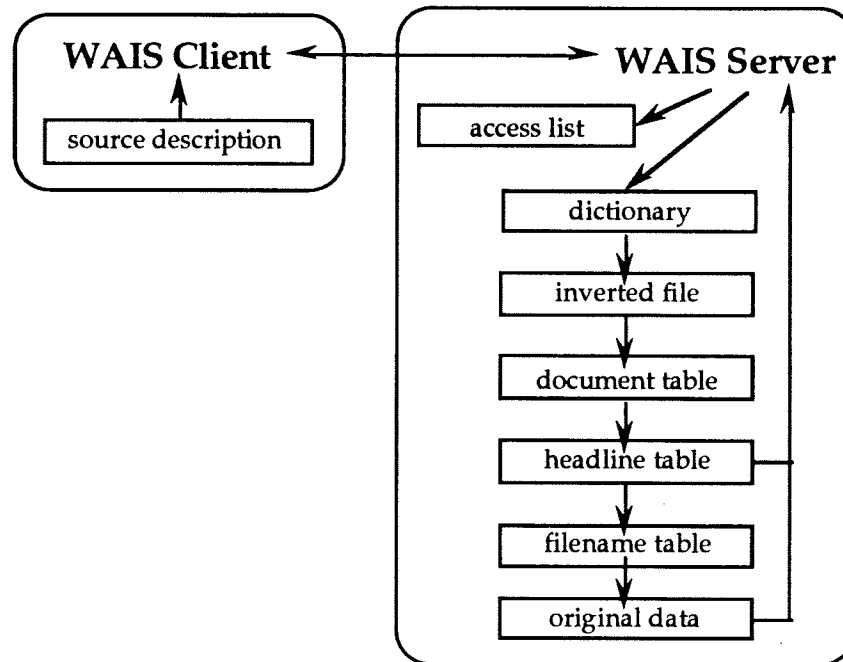 WAIS Client
source description
WAIS Server
access list
dictionary
inverted file
document table
headline table
filename table
original data